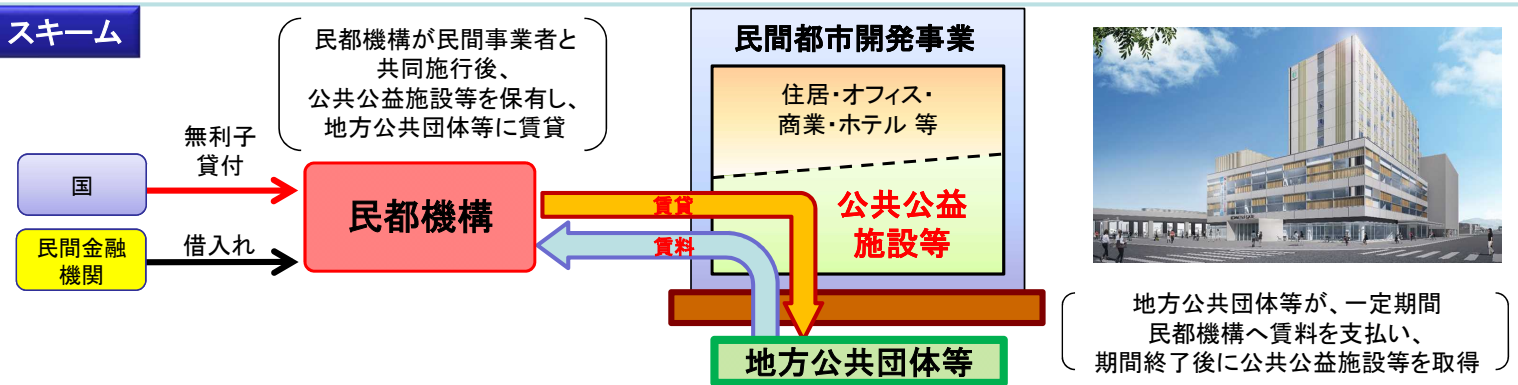 スキーム
民都機構が民間事業者と
共同施行後、
公共公益施設等を保有し、
地方公共団体等に賃貸
無利子
貸付
国
民間金融
機関
借入れ
民都機構
賃貸
賃料
民間都市開発事業
住居・オフィス・
商業・ホテル 等
公共公益
施設等
地方公共団体等
地方公共団体等が、一定期間
民都機構へ賃料を支払い、
期間終了後に公共公益施設等を取得